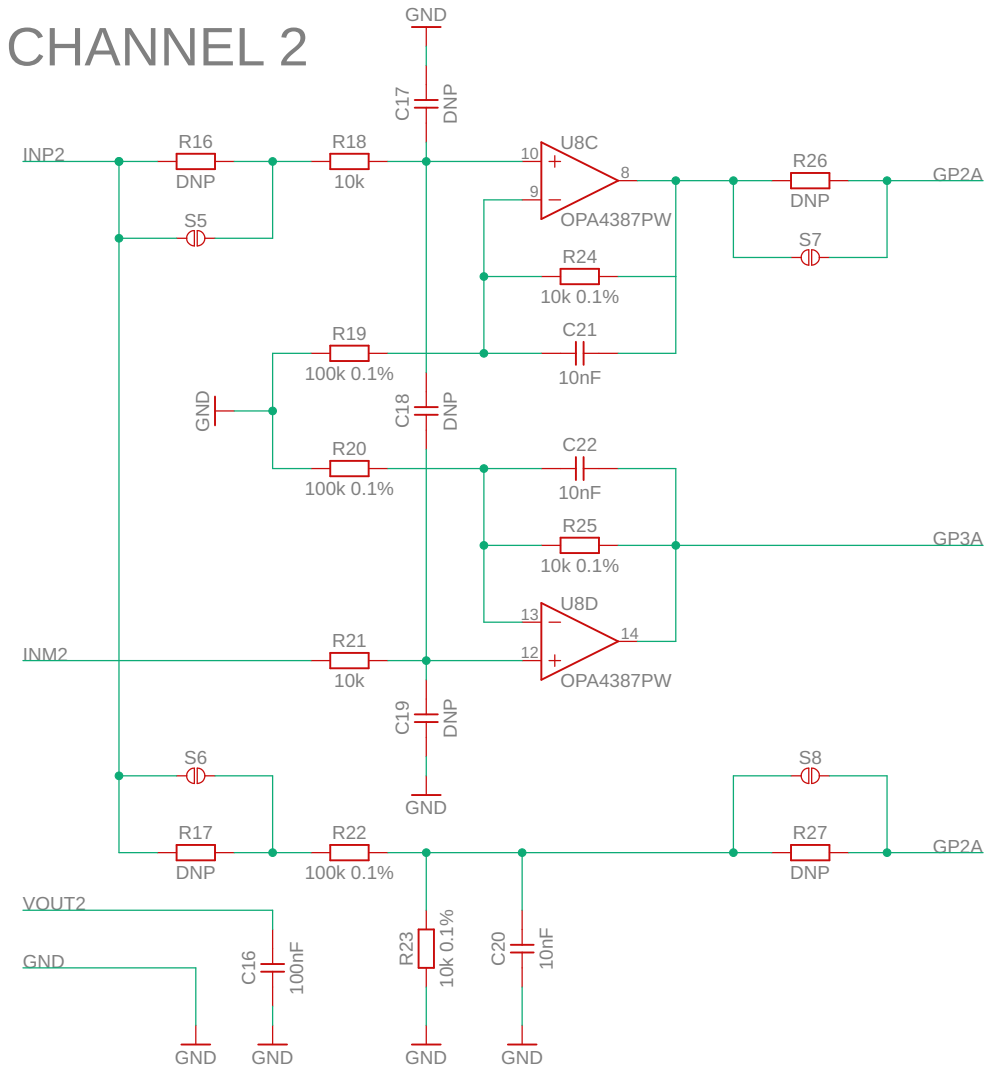 GND
CHANNEL 2
C17
DNP
INP2
R16
DNP
R18
10k
10
9
U8C
8
OPA4387PW
R26
DNP
GP2A
S5
S7
R24
10k 0.1%
C21
10nF
R19
100k 0.1%
GND
C18
DNP
R20
100k 0.1%
C22
10nF
R25
10k 0.1%
GP3A
U8D
13
12
14
OPA4387PW
INM2
R21
10k
C19
DNP
GND
S6
S8
R17
DNP
R22
100k 0.1%
R27
DNP
GP2A
VOUT2
GND
C16
100nF
R23
10k 0.1%
C20
10nF
GND
GND
GND
GND